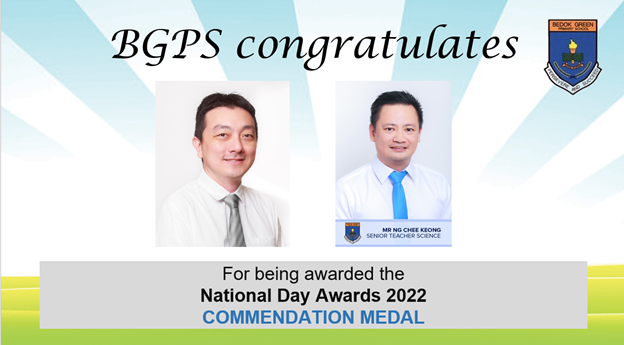 BGPS congratulates
BEDOK GREEN
PRIMARY SCHOOL
MR NG CHEE KEONG
SENIOR TEACHER SCIENCE
For being awarded the
National Day Awards 2022
COMMENDATION MEDAL